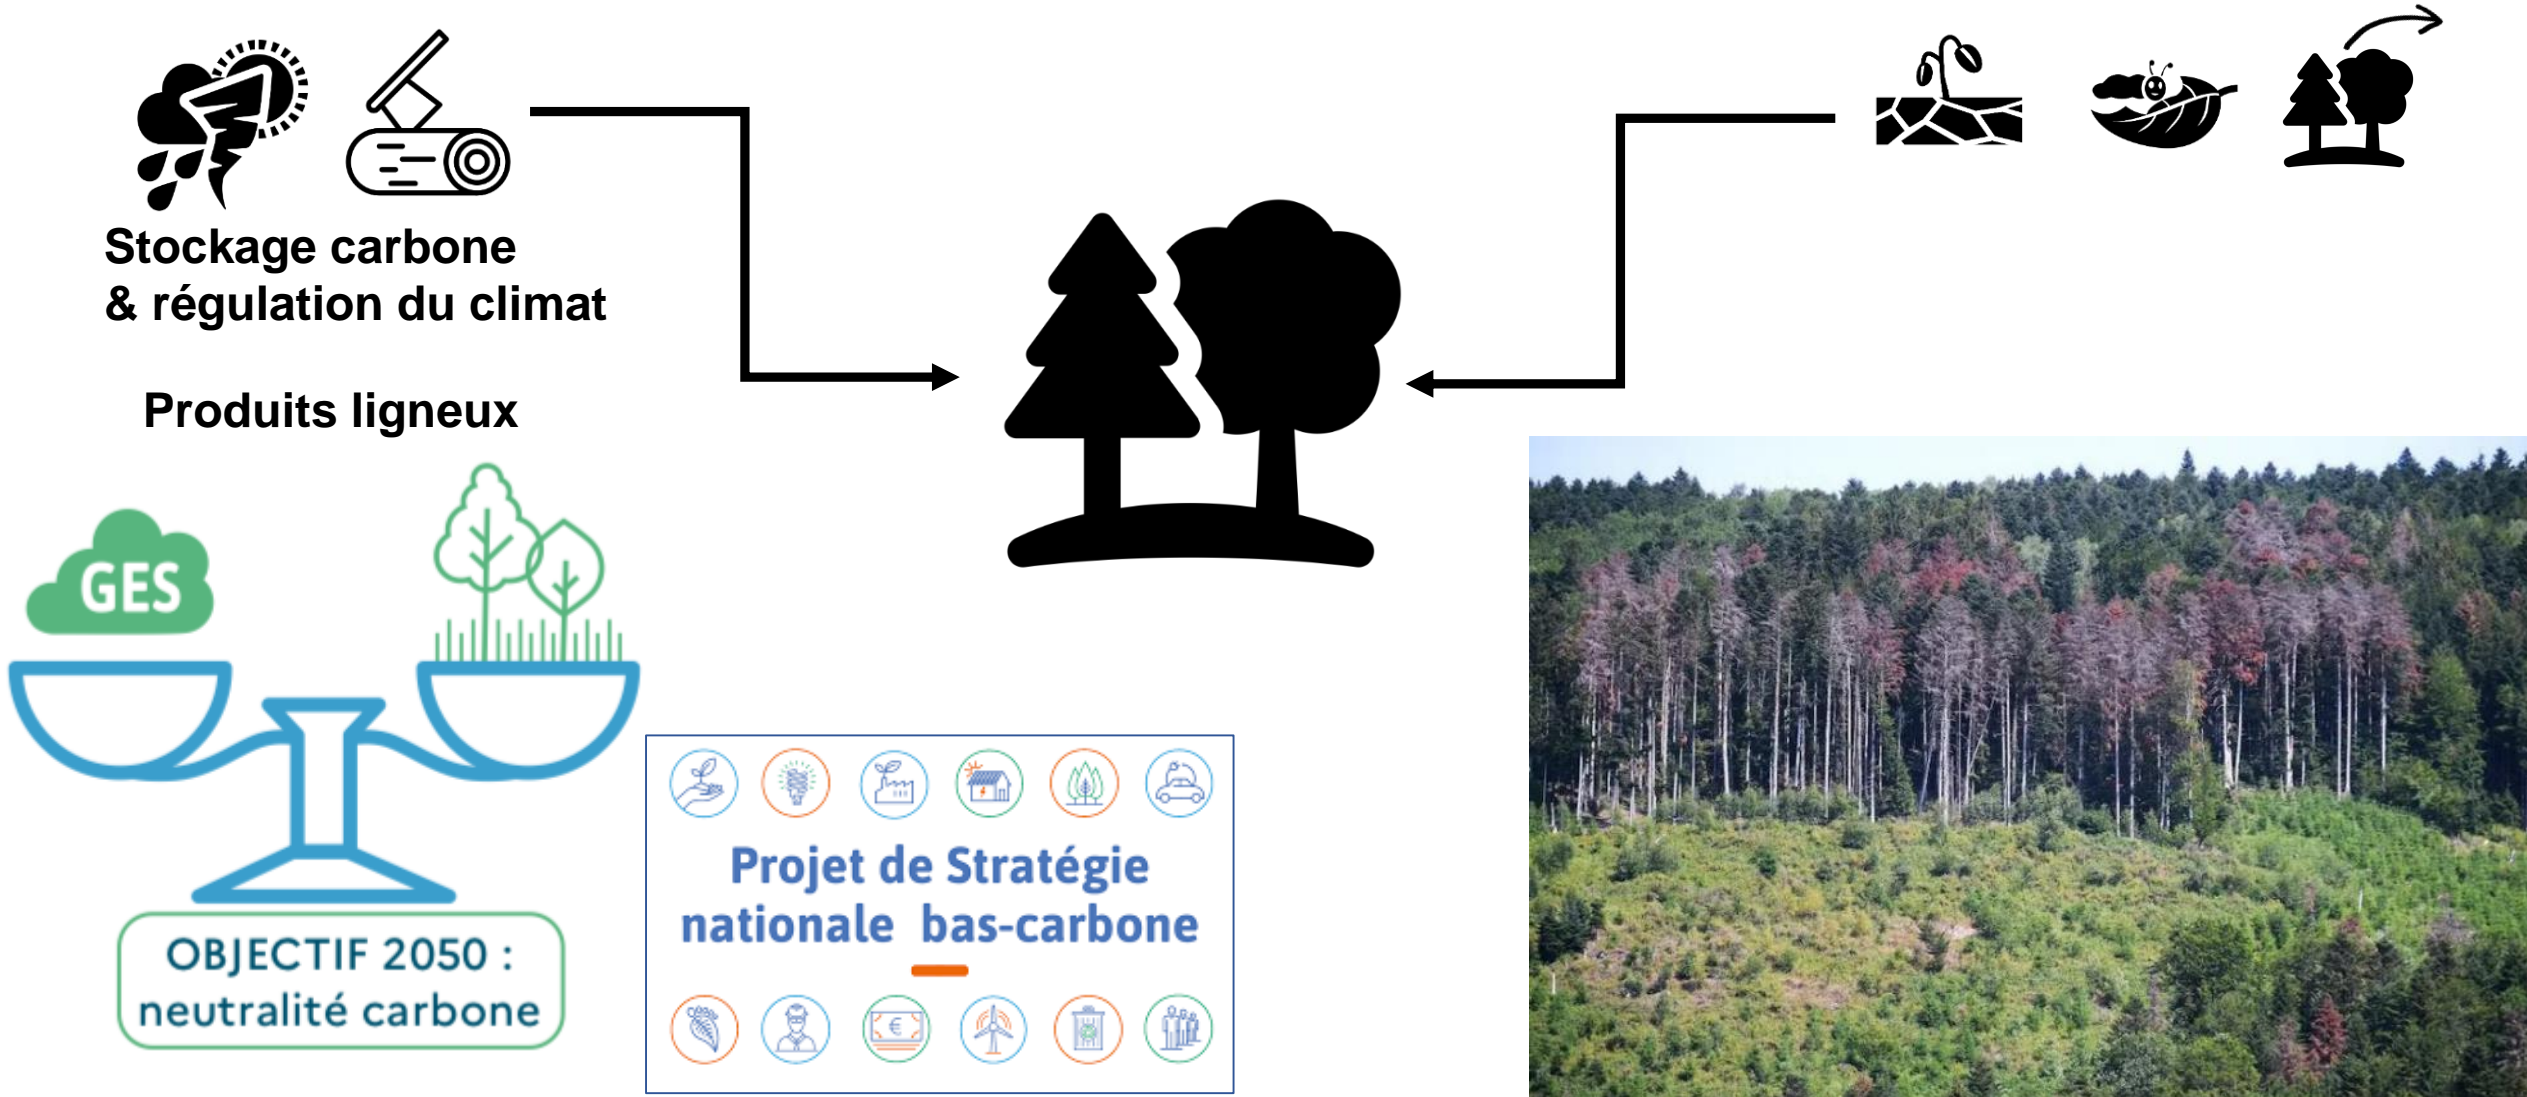 Stockage carbone
& régulation du climat
Produits ligneux
GES
OBJECTIF 2050 :
neutralité carbone
Projet de Stratégie
nationale bas-carbone
€